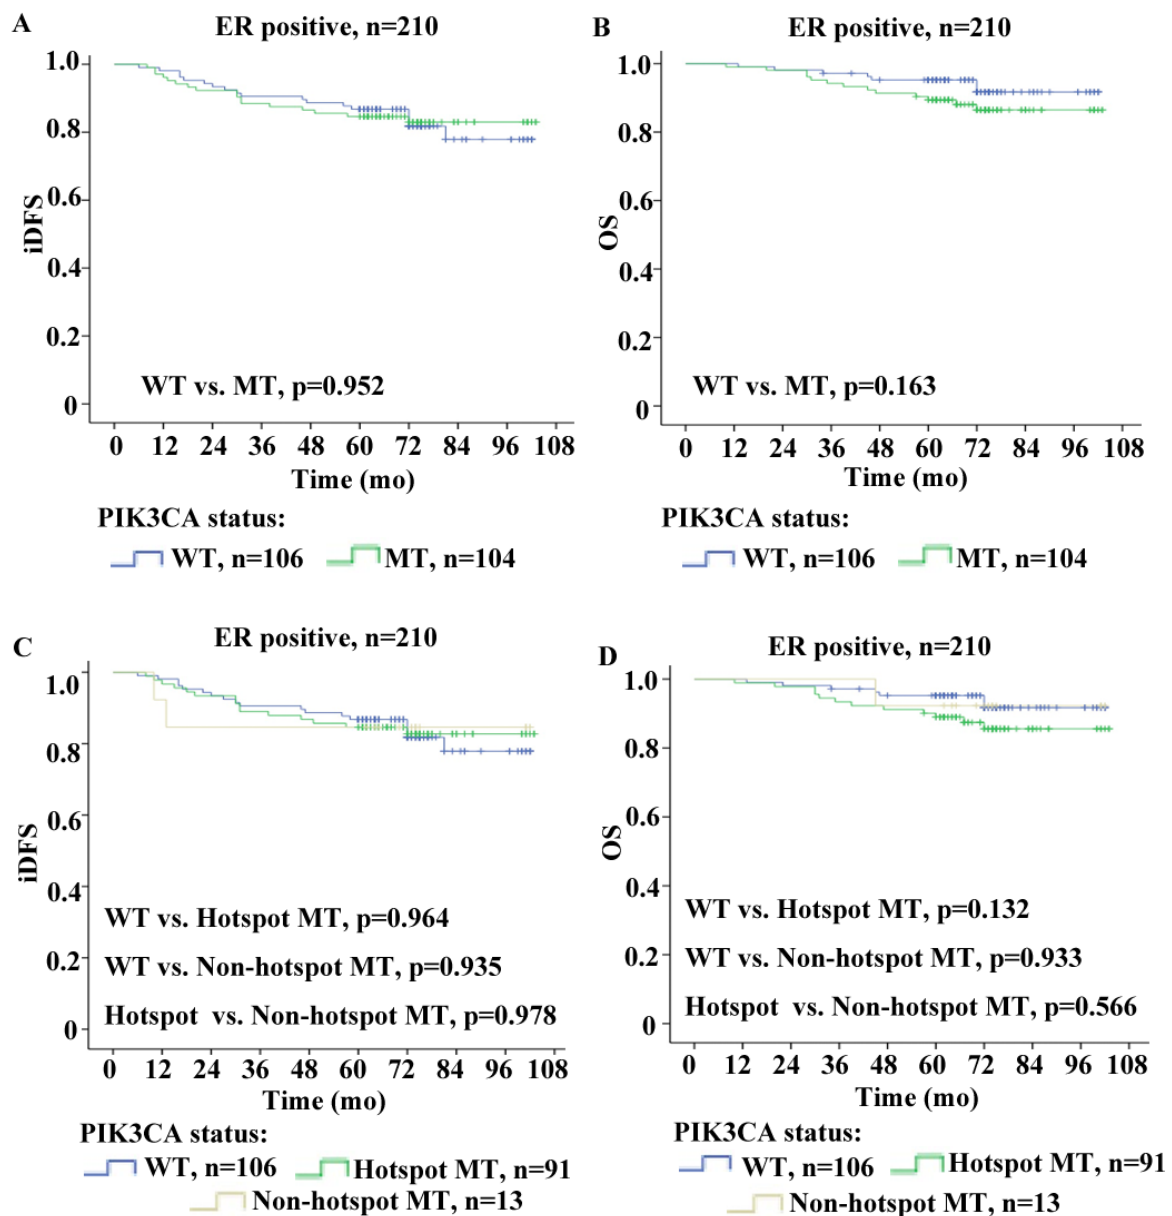 A
ER positive, n=210
1.0
0.8
0.6
0.4
0.2
0
iDFS
WT vs. MT, p=0.952
0 12 24 36 48 60 72 84 96 108
Time (mo)
PIK3CA status:
WT, n=106 MT, n=104
B
ER positive, n=210
1.0
0.8
0.6
0.4
0.2
0
OS
WT vs. MT, p=0.163
0 12 24 36 48 60 72 84 96 108
Time (mo)
PIK3CA status:
WT, n=106 MT, n=104
C
ER positive, n=210
1.0
0.8
0.6
0.4
0.2
0
iDFS
WT vs. Hotspot MT, p=0.964
WT vs. Non-hotspot MT, p=0.935
Hotspot vs. Non-hotspot MT, p=0.978
0 12 24 36 48 60 72 84 96 108
Time (mo)
PIK3CA status:
WT, n=106 Hotspot MT, n=91
Non-hotspot MT, n=13
D
ER positive, n=210
1.0
0.8
0.6
0.4
0.2
0
OS
WT vs. Hotspot MT, p=0.132
WT vs. Non-hotspot MT, p=0.933
Hotspot vs. Non-hotspot MT, p=0.566
0 12 24 36 48 60 72 84 96 108
Time (mo)
PIK3CA status:
WT, n=106 Hotspot MT, n=91
Non-hotspot MT, n=13